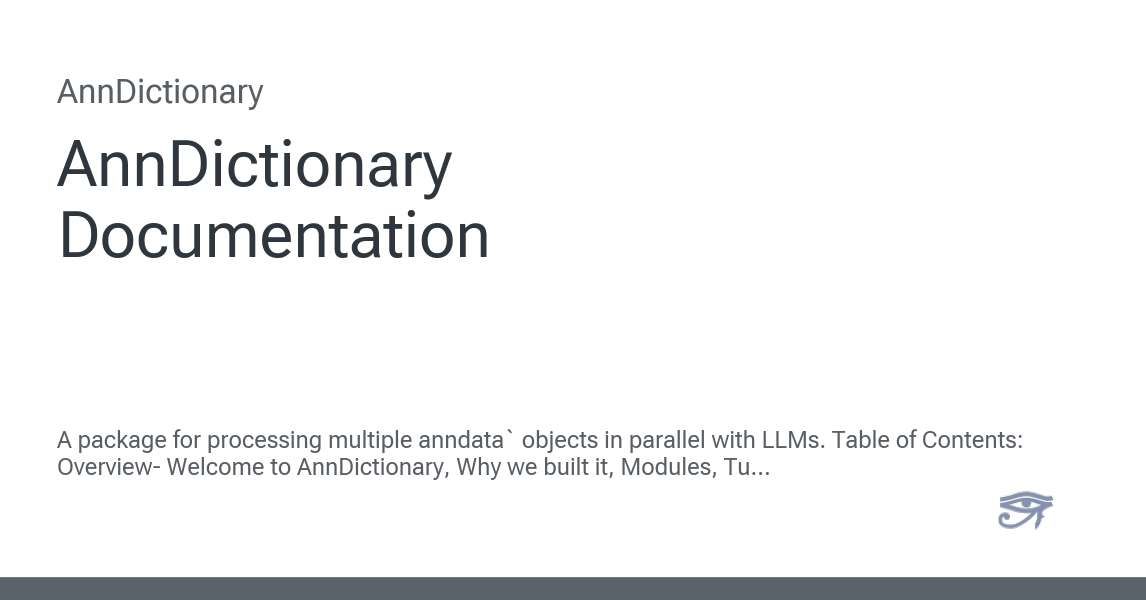 AnnDictionary
AnnDictionary
Documentation
A package for processing multiple anndata` objects in parallel with LLMs. Table of Contents:
Overview- Welcome to AnnDictionary, Why we built it, Modules, Tu...